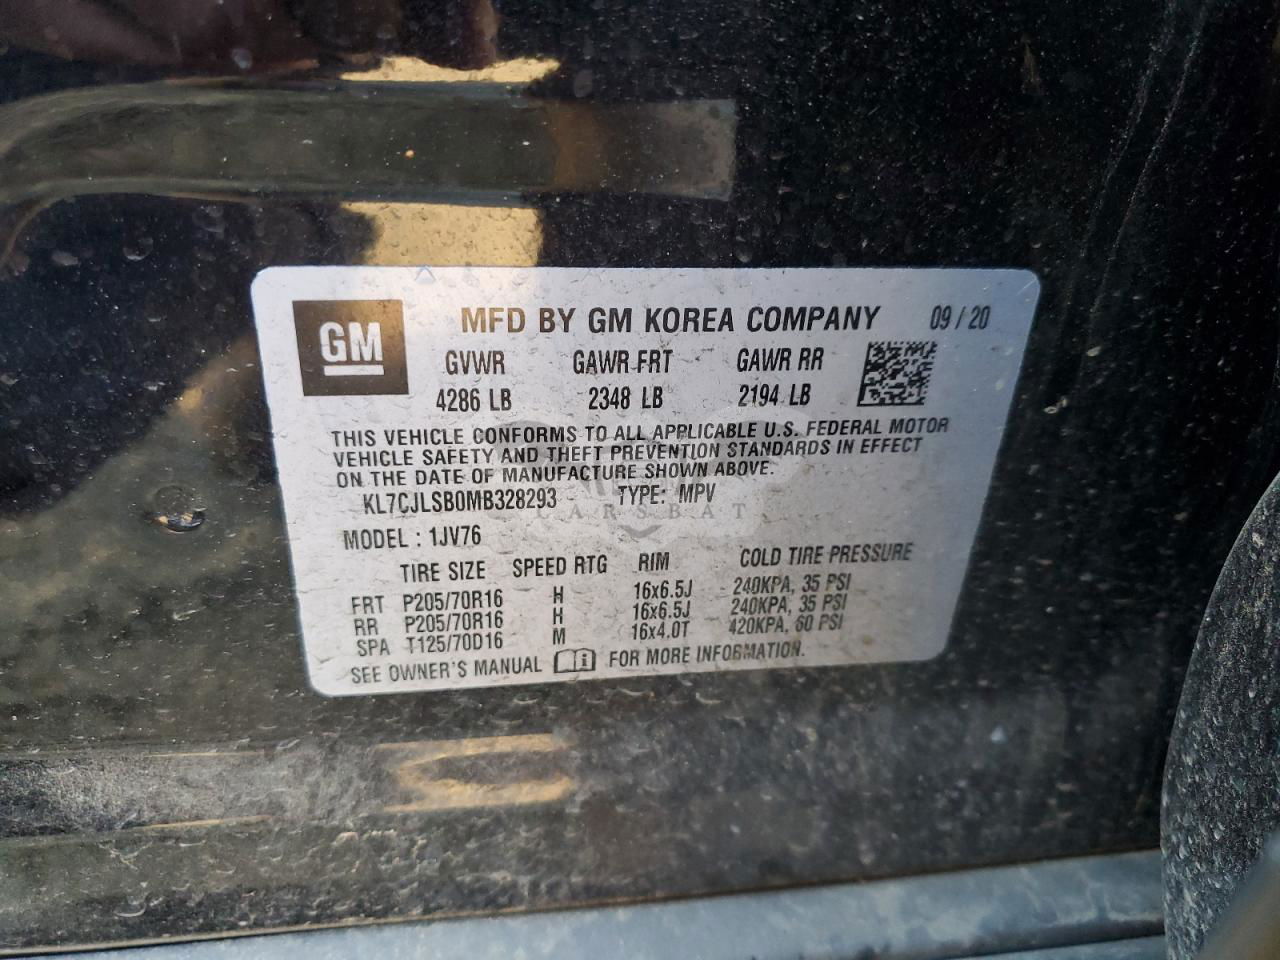 GM
MFD BY GM KOREA COMPANY 09 / 20
GVWR GAWR FRT GAWR RR
4286 LB 2348 LB 2194 LB
THIS VEHICLE CONFORMS TO ALL APPLICABLE U.S. FEDERAL MOTOR
VEHICLE SAFETY AND THEFT PREVENTION STANDARDS IN EFFECT
ON THE DATE OF MANUFACTURE SHOWN ABOVE.
KL7CJLSB0MB328293 TYPE: MPV
CARSBAT
MODEL : 1JV76
TIRE SIZE SPEED RTG RIM COLD TIRE PRESSURE
FRT P205/70R16 H 16x6.5J 240KPA, 35 PSI
RR P205/70R16 H 16x6.5J 240KPA, 35 PSI
SPA T125/70D16 M 16x4.0T 420KPA, 60 PSI
SEE OWNER'S MANUAL FOR MORE INFORMATION.